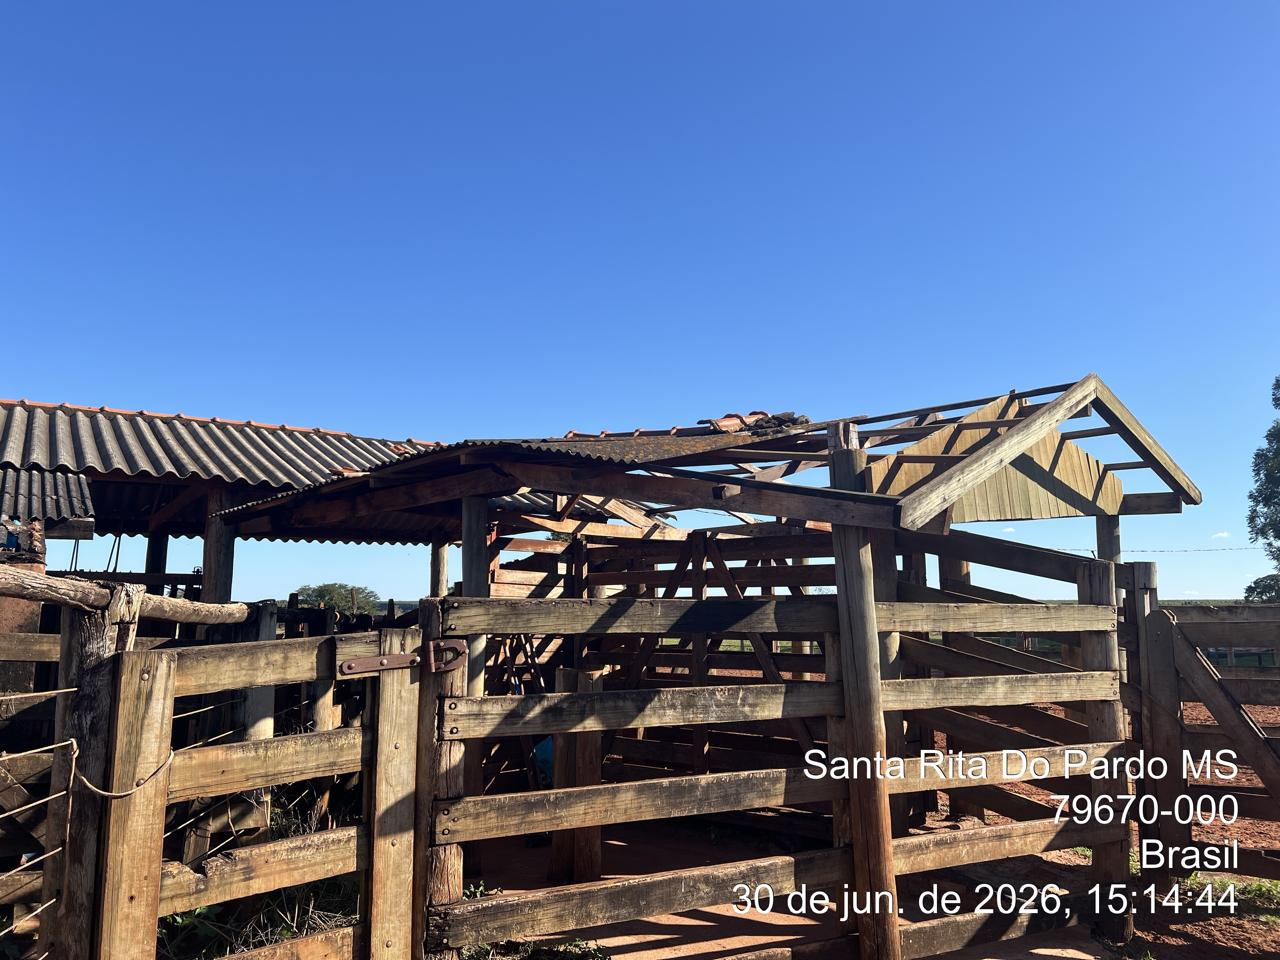 Santa Rita Do Pardo MS
79670-000
Brasil
30 de jun. de 2026, 15:14:44